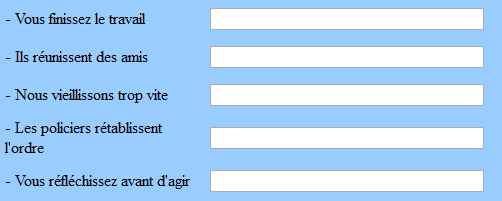 - Vous finissez le travail
- Ils réunissent des amis
- Nous vieillissons trop vite
- Les policiers rétablissent
l'ordre
- Vous réfléchissez avant d'agir